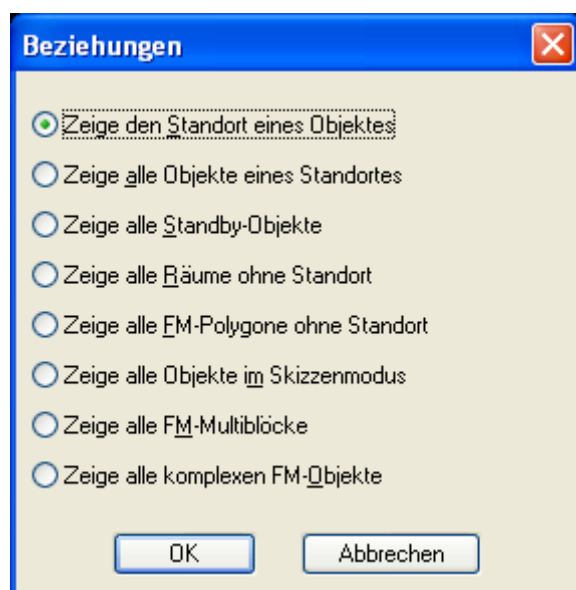 Beziehungen
Zeige den Standort eines Objektes
Zeige alle Objekte eines Standortes
Zeige alle Standby-Objekte
Zeige alle Räume ohne Standort
Zeige alle FM-Polygone ohne Standort
Zeige alle Objekte im Skizzenmodus
Zeige alle FM-Multiblöcke
Zeige alle komplexen FM-Objekte
OK Abbrechen